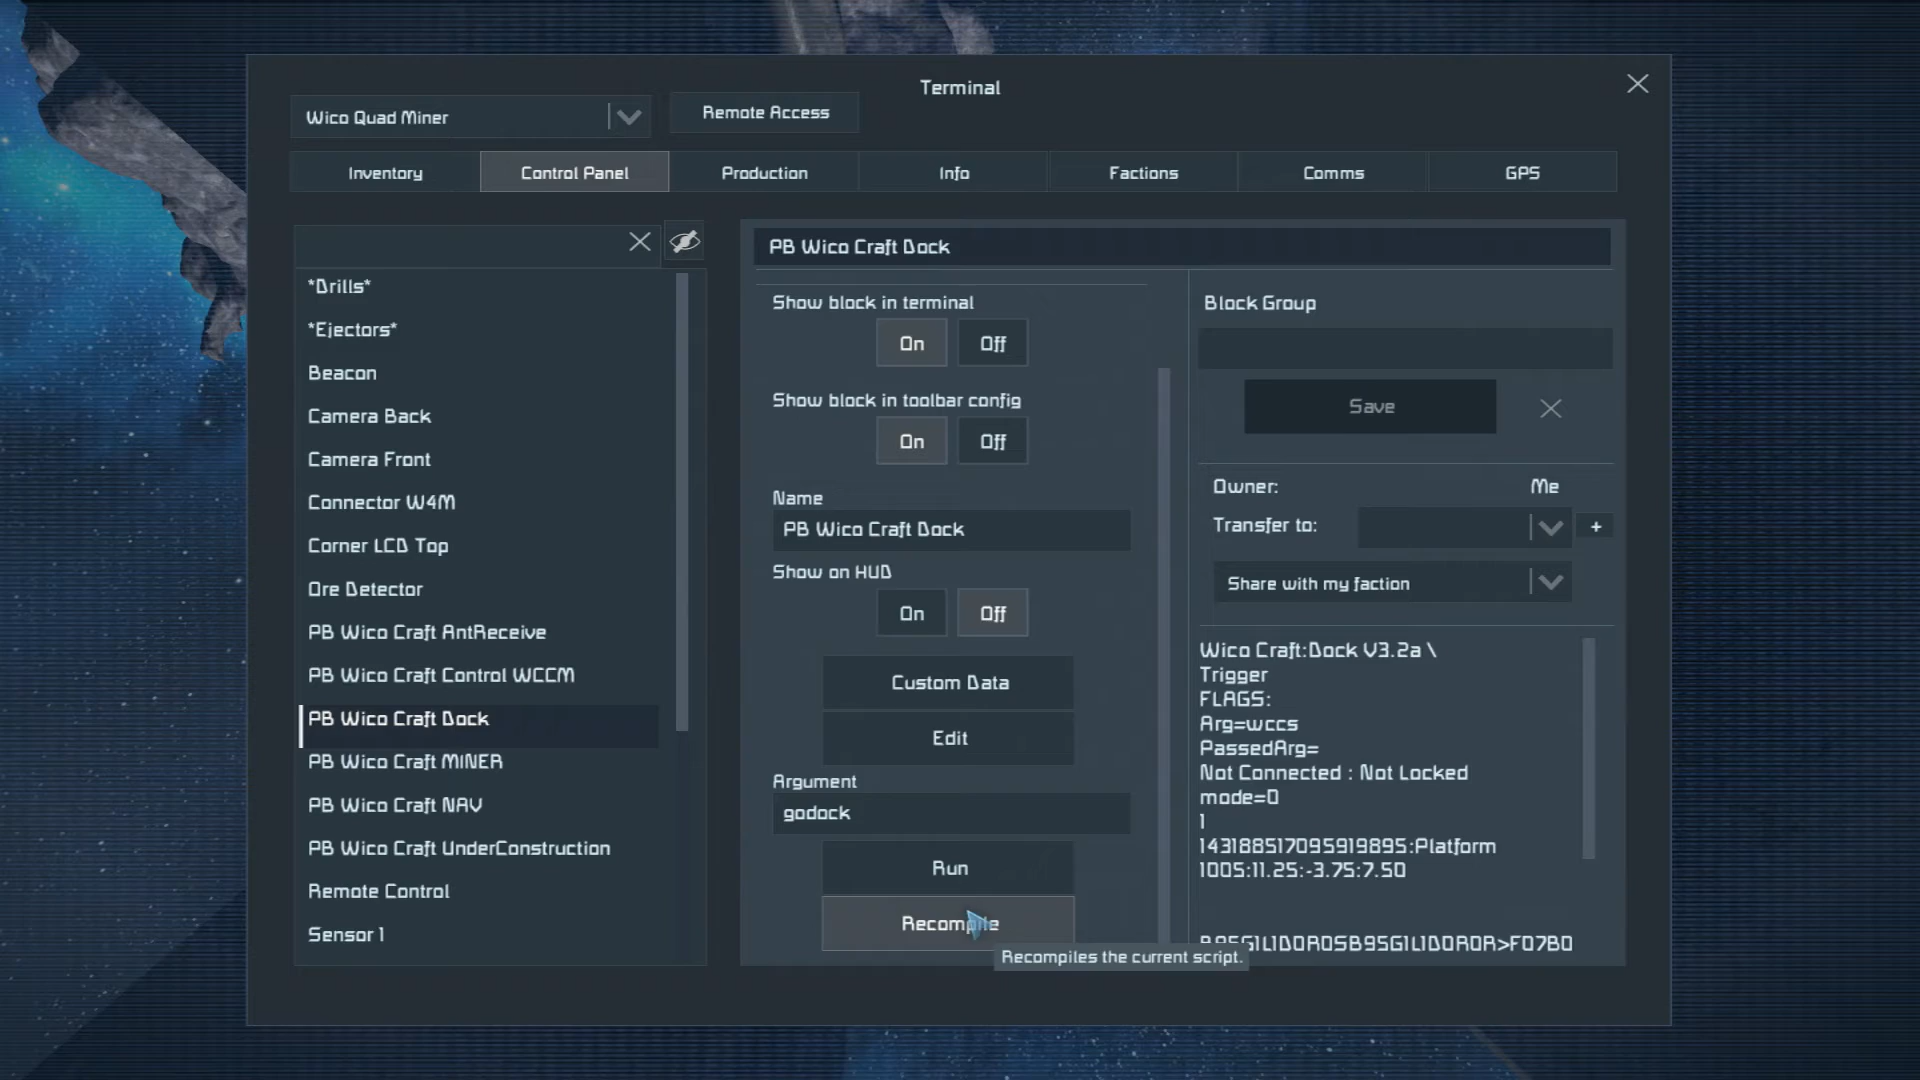 Terminal
Wico Quad Miner
Remote Access
Inventory
Control Panel
Production
Info
Factions
Comms
GPS
*Drills*
*Ejectors*
Beacon
Camera Back
Camera Front
Connector W4M
Corner LCD Top
Ore Detector
PB Wico Craft AntReceive
PB Wico Craft Control WCCM
PB Wico Craft Dock
PB Wico Craft MINER
PB Wico Craft NAV
PB Wico Craft UnderConstruction
Remote Control
Sensor 1
PB Wico Craft Dock
Show block in terminal
On Off
Show block in toolbar config
On Off
Name
PB Wico Craft Dock
Show on HUD
On Off
Custom Data
Edit
Argument
godock
Run
Recompile
Recompiles the current script.
Block Group
Save
Owner: Me
Transfer to: +
Share with my faction
Wico Craft:Dock V3.2a \
Trigger
FLAGS:
Arg=wccs
PassedArg=
Not Connected : Not Locked
mode=0
1
143188517095919895:Platform
1005:11.25:-3.75:7.50